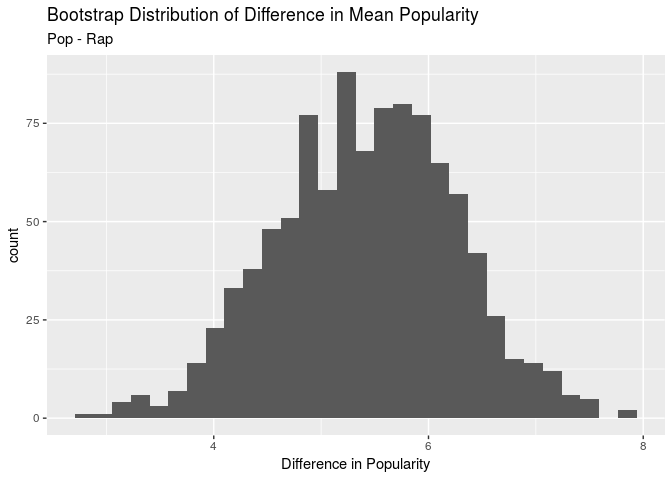 Bootstrap Distribution of Difference in Mean Popularity
Pop - Rap
75
50
25
0
count
4
6
8
Difference in Popularity